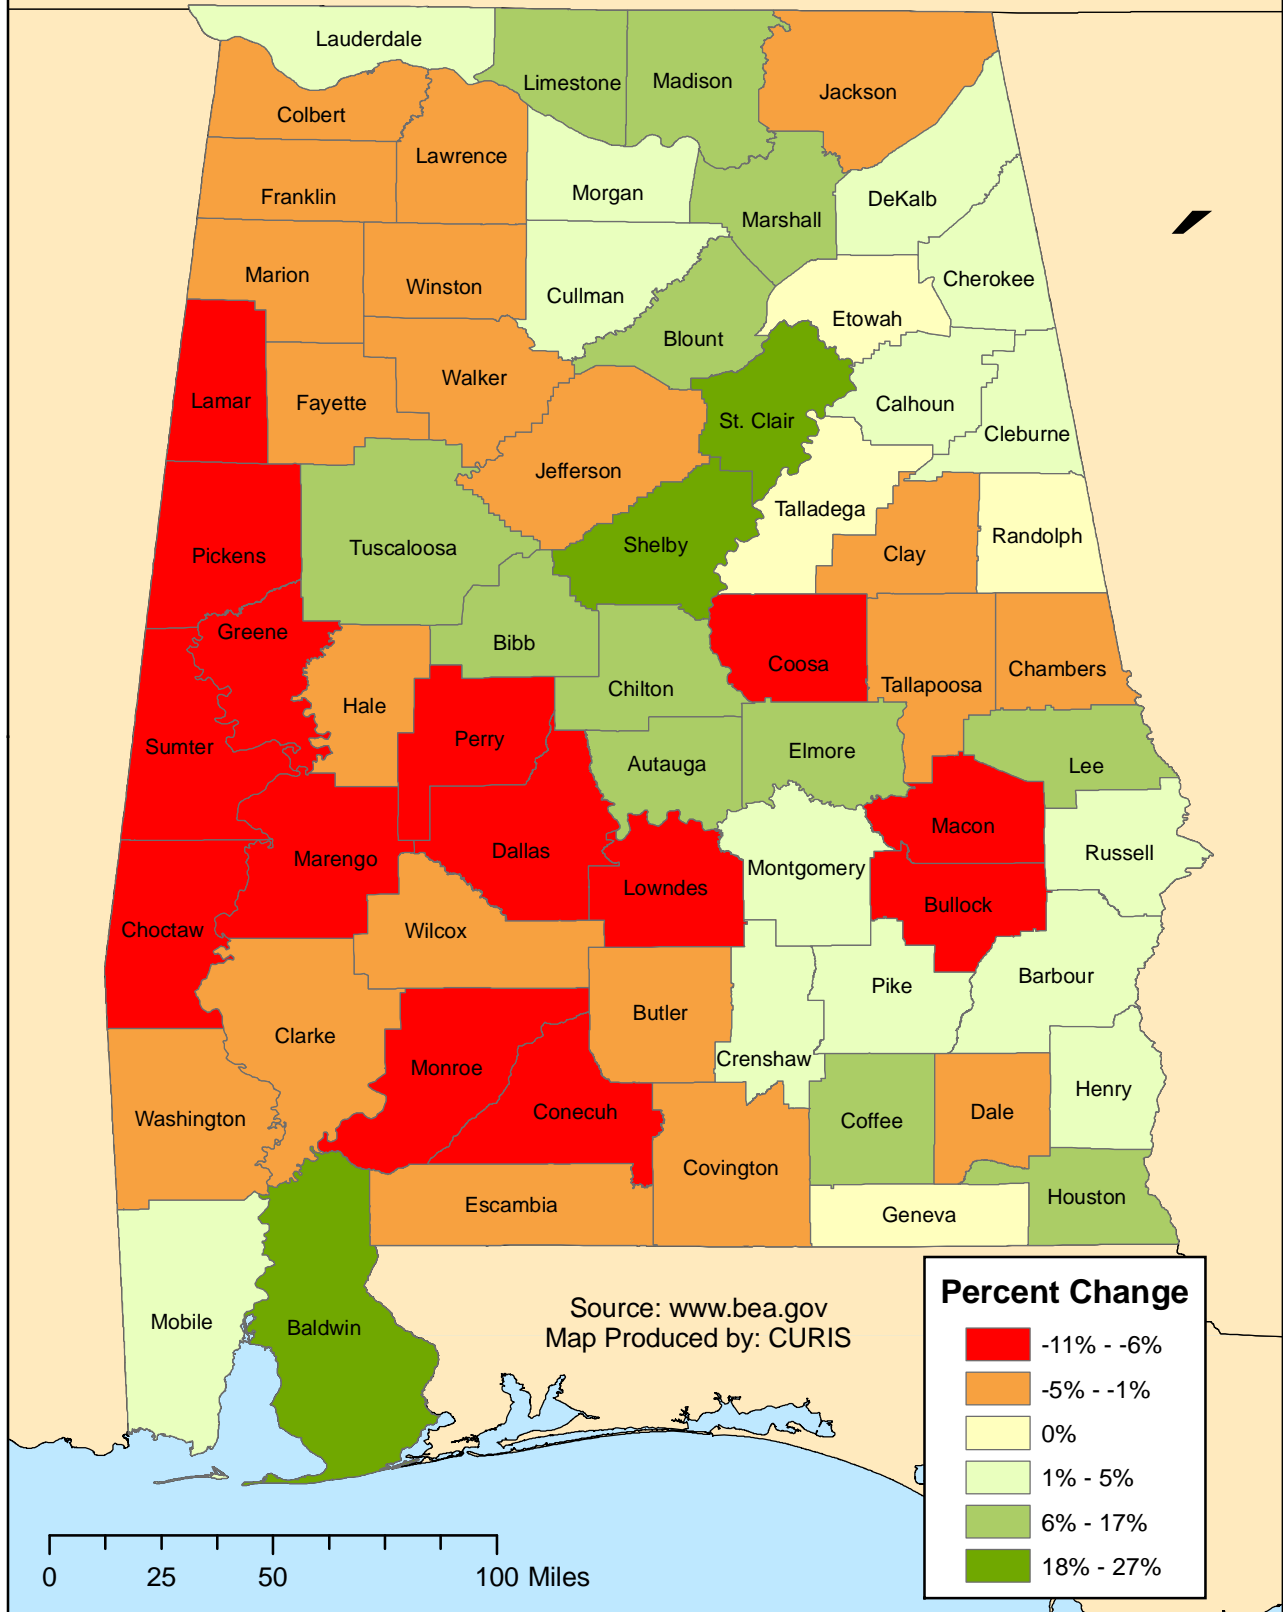 Lauderdale
Limestone
Madison
Jackson
Colbert
Lawrence
Franklin
Morgan
DeKalb
Marshall
Marion
Winston
Cullman
Cherokee
Blount
Etowah
Walker
Lamar
Fayette
St. Clair
Calhoun
Cleburne
Jefferson
Talladega
Randolph
Pickens
Tuscaloosa
Shelby
Clay
Greene
Bibb
Coosa
Chambers
Tallapoosa
Hale
Chilton
Sumter
Perry
Autauga
Elmore
Lee
Macon
Marengo
Dallas
Montgomery
Russell
Lowndes
Bullock
Choctaw
Wilcox
Pike
Barbour
Clarke
Butler
Crenshaw
Monroe
Henry
Washington
Conecuh
Coffee
Dale
Covington
Escambia
Geneva
Houston
Mobile
Baldwin
Source: www.bea.gov
Map Produced by: CURIS
Percent Change
-11% - -6%
-5% - -1%
0%
1% - 5%
6% - 17%
18% - 27%
0 25 50 100 Miles